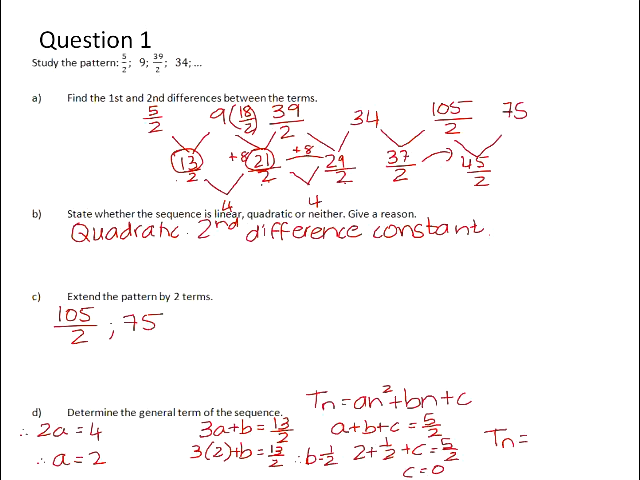 Question 1
Study the pattern: 5/2; 9; 39/2; 34; ...
a) Find the 1st and 2nd differences between the terms.
5/2 9(18/2) 39/2 34 105/2 75
13/2 +8 21/2 +8 29/2 37/2 45/2
4 4
b) State whether the sequence is linear, quadratic or neither. Give a reason.
Quadratic. 2nd difference constant.
c) Extend the pattern by 2 terms.
105/2 ; 75
Tn = an² + bn + c
d) Determine the general term of the sequence.
∴ 2a = 4 3a + b = 13/2 a + b + c = 5/2 Tn =
∴ a = 2 3(2) + b = 13/2 ∴ b = 1/2 2 + 1/2 + c = 5/2
c = 0